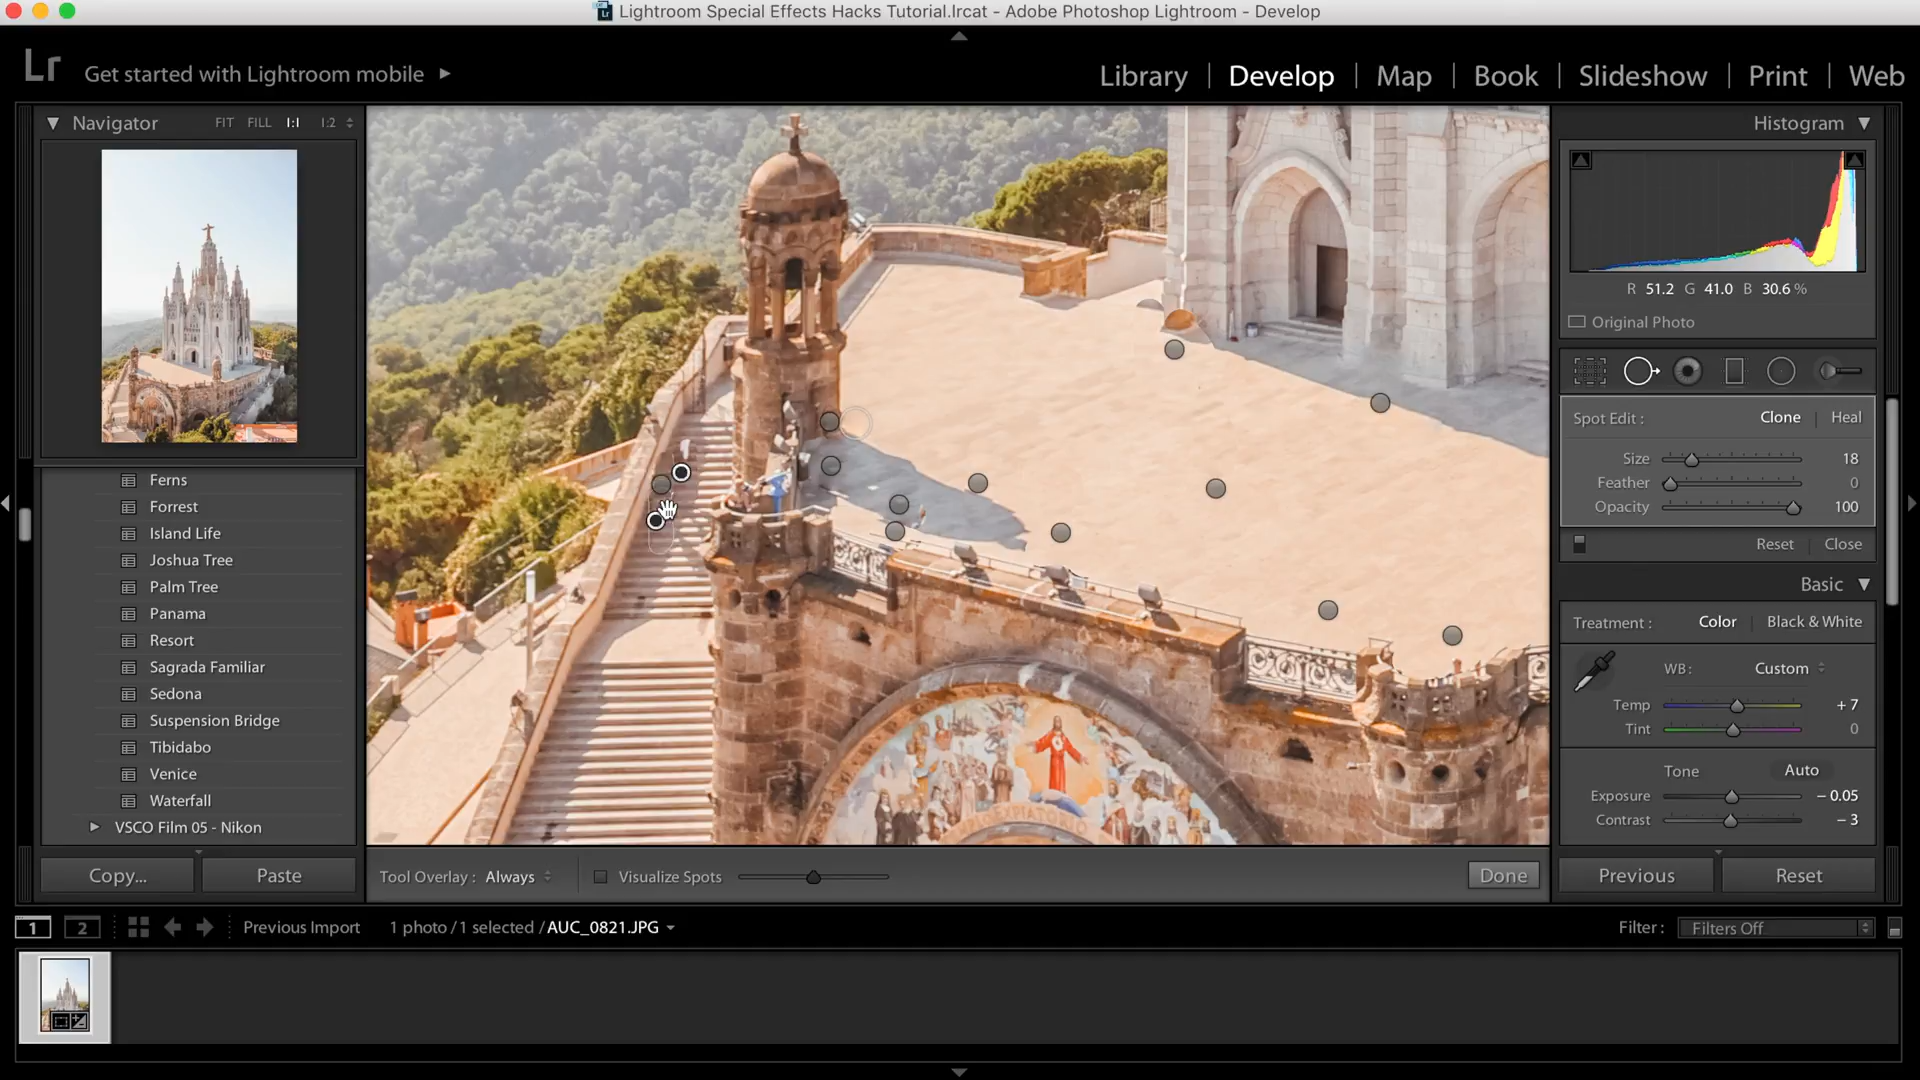 Lightroom Special Effects Hacks Tutorial.lrcat - Adobe Photoshop Lightroom - Develop
Lr
Get started with Lightroom mobile
Library | Develop | Map | Book | Slideshow | Print | Web
Navigator FIT FILL 1:1 1:2
Histogram
R 51.2 G 41.0 B 30.6 %
Original Photo
Spot Edit : Clone Heal
Size 18
Feather 0
Opacity 100
Reset Close
Basic
Treatment : Color Black & White
WB : Custom
Temp + 7
Tint 0
Tone Auto
Exposure − 0.05
Contrast − 3
Previous Reset
Ferns
Forrest
Island Life
Joshua Tree
Palm Tree
Panama
Resort
Sagrada Familiar
Sedona
Suspension Bridge
Tibidabo
Venice
Waterfall
VSCO Film 05 - Nikon
Copy... Paste
Tool Overlay : Always Visualize Spots Done
1 2 Previous Import 1 photo / 1 selected / AUC_0821.JPG Filter : Filters Off